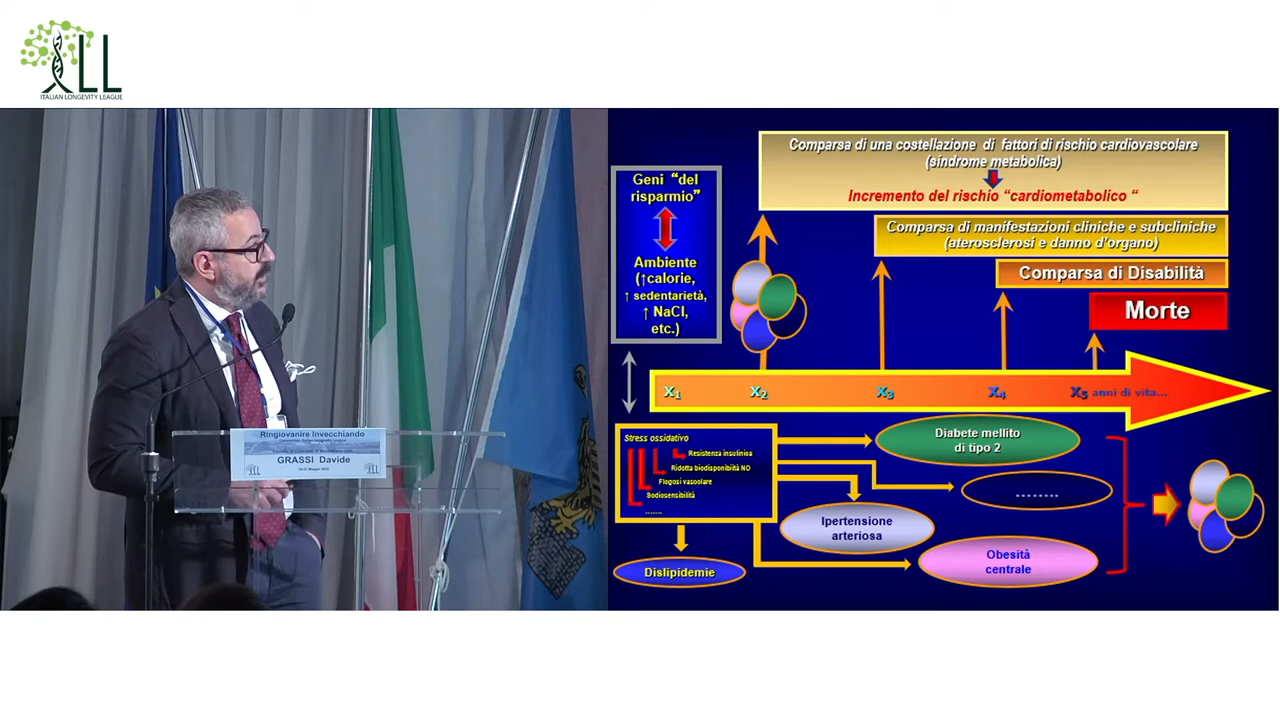 LL
ITALIAN LONGEVITY LEAGUE
Ringiovanire Invecchiando
GRASSI Davide
Geni “del
risparmio”
Ambiente
(↑calorie,
↑ sedentarietà,
↑ NaCl,
etc.)
Comparsa di una costellazione di fattori di rischio cardiovascolare
(sindrome metabolica)
Incremento del rischio “cardiometabolico “
Comparsa di manifestazioni cliniche e subcliniche
(aterosclerosi e danno d'organo)
Comparsa di Disabilità
Morte
X1 X2 X3 X4 X5 anni di vita...
Stress ossidativo
Resistenza insulinica
Ridotta biodisponibilità NO
Flogosi vascolare
Sodiosensibilità
.......
Diabete mellito
di tipo 2
........
Ipertensione
arteriosa
Obesità
centrale
Dislipidemie